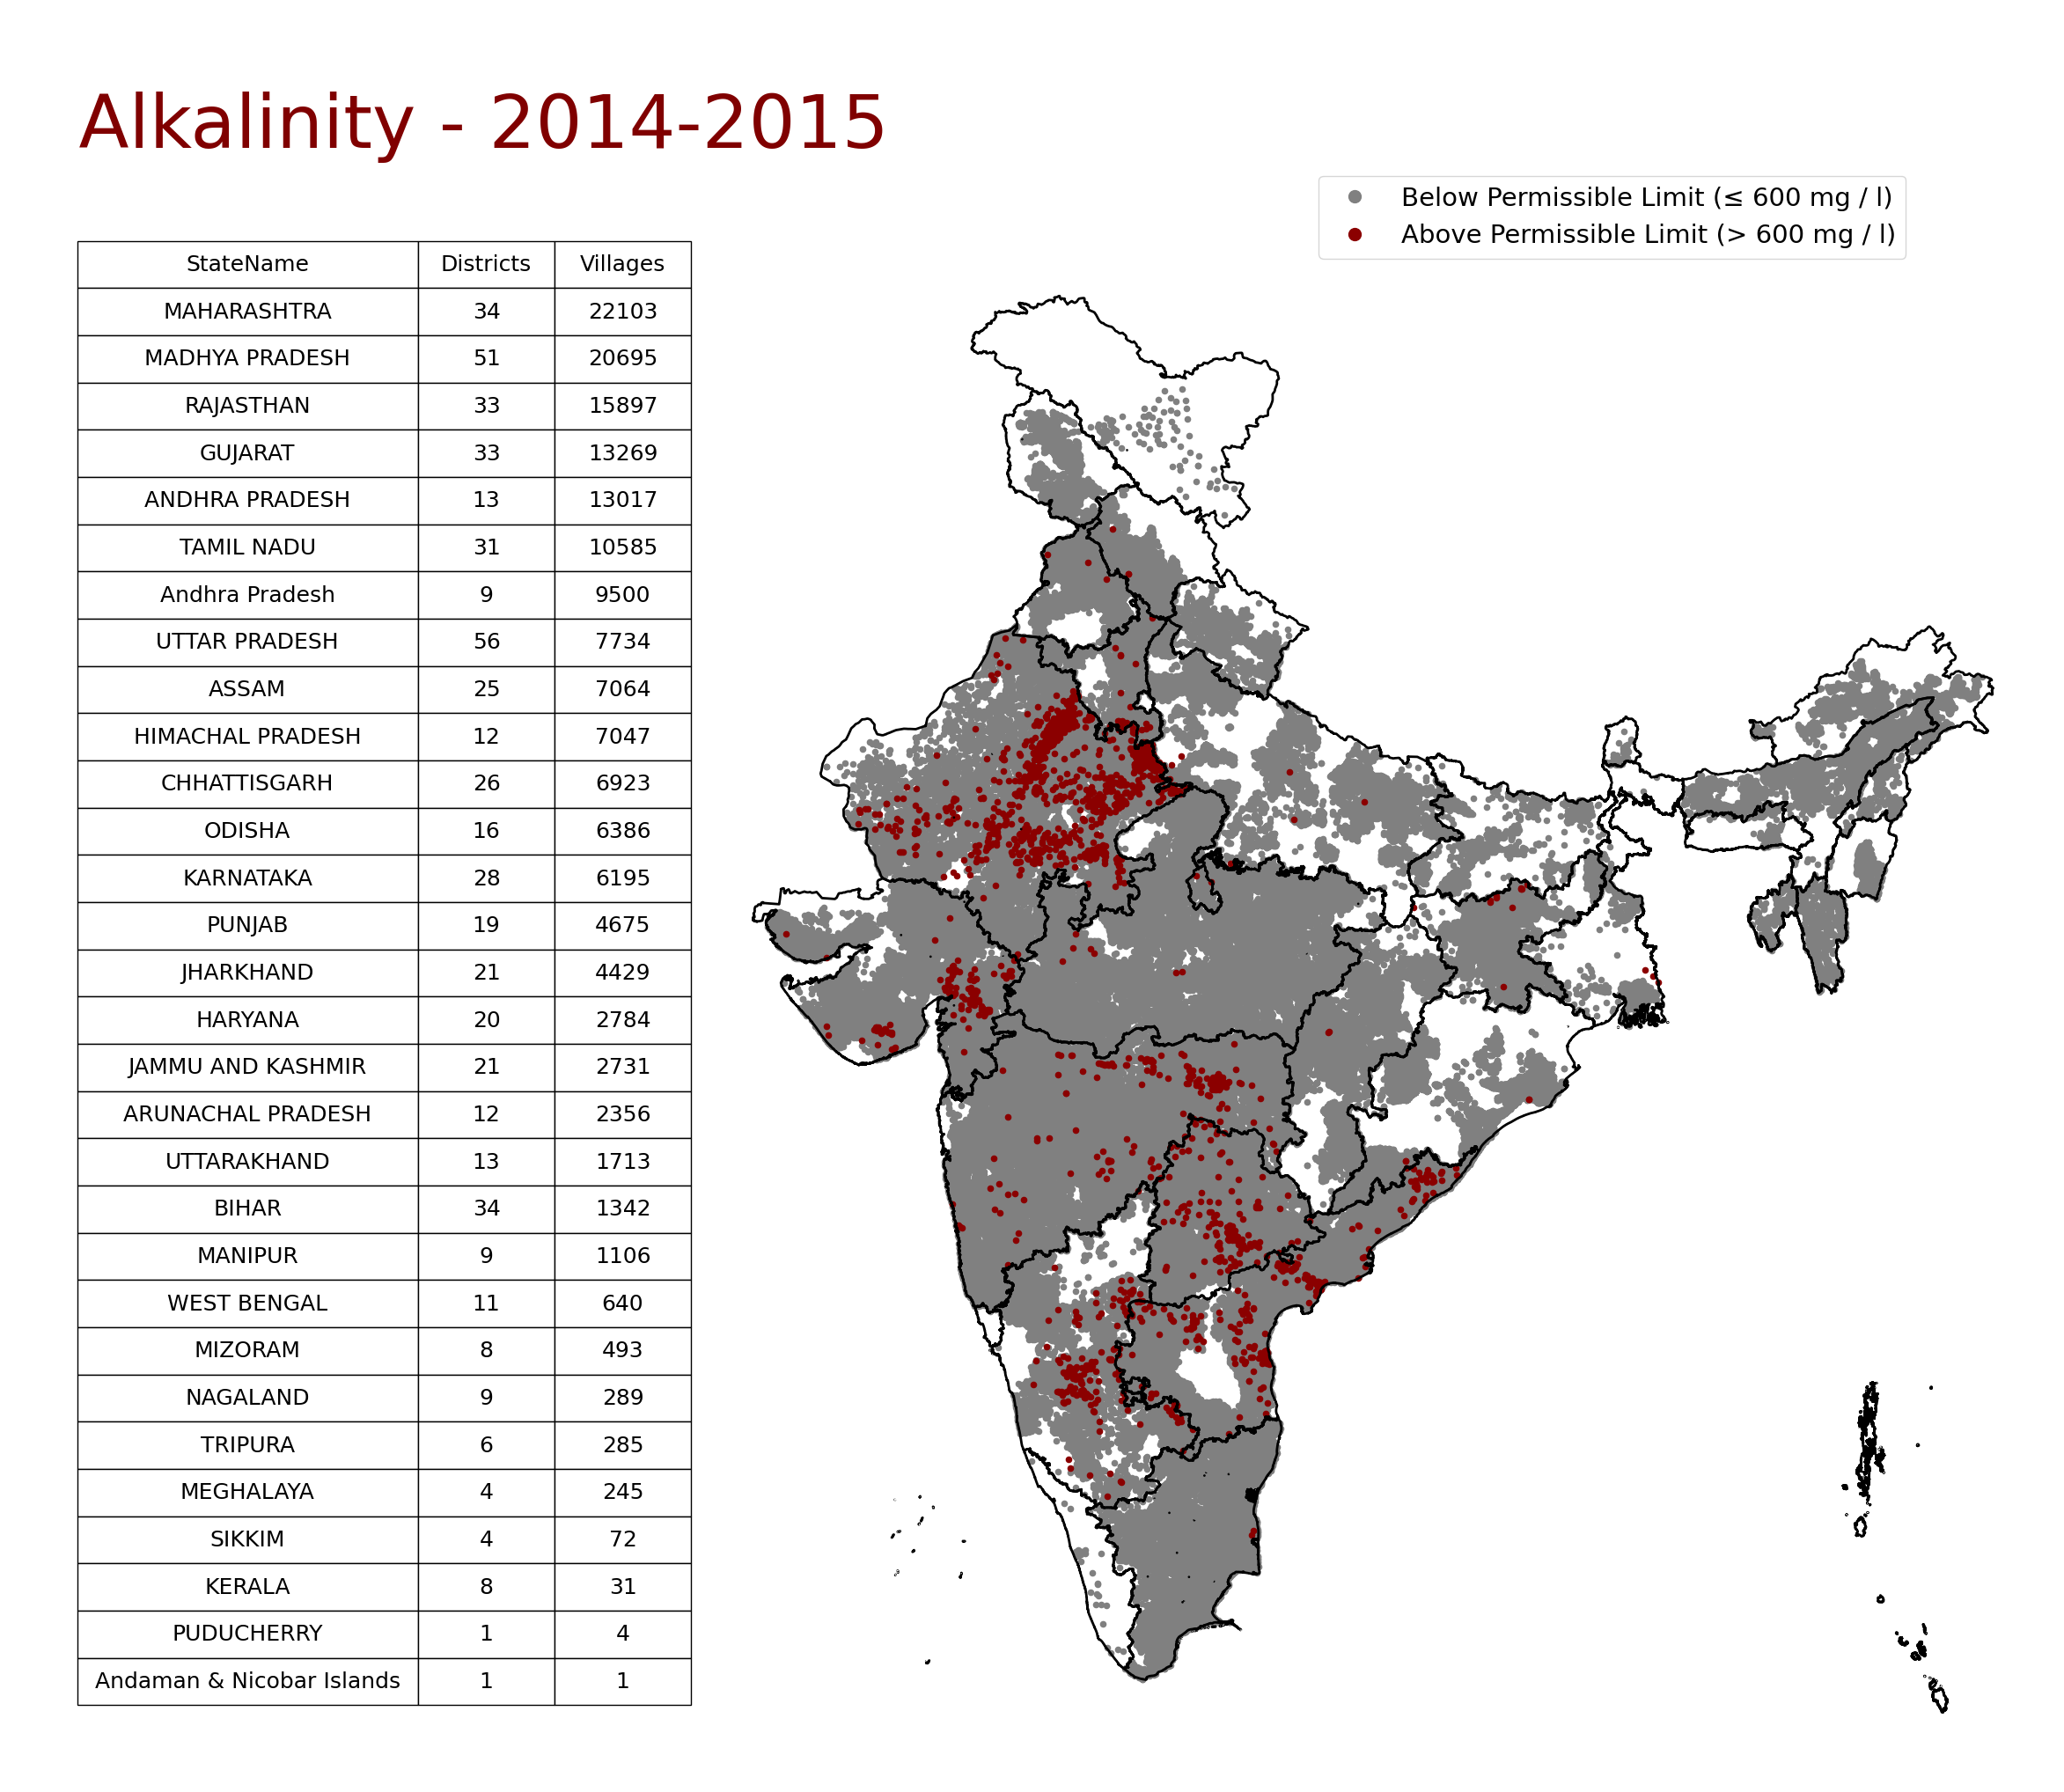 Alkalinity - 2014-2015
Below Permissible Limit (≤ 600 mg / l)
Above Permissible Limit (> 600 mg / l)
StateName Districts Villages
MAHARASHTRA 34 22103
MADHYA PRADESH 51 20695
RAJASTHAN 33 15897
GUJARAT 33 13269
ANDHRA PRADESH 13 13017
TAMIL NADU 31 10585
Andhra Pradesh 9 9500
UTTAR PRADESH 56 7734
ASSAM 25 7064
HIMACHAL PRADESH 12 7047
CHHATTISGARH 26 6923
ODISHA 16 6386
KARNATAKA 28 6195
PUNJAB 19 4675
JHARKHAND 21 4429
HARYANA 20 2784
JAMMU AND KASHMIR 21 2731
ARUNACHAL PRADESH 12 2356
UTTARAKHAND 13 1713
BIHAR 34 1342
MANIPUR 9 1106
WEST BENGAL 11 640
MIZORAM 8 493
NAGALAND 9 289
TRIPURA 6 285
MEGHALAYA 4 245
SIKKIM 4 72
KERALA 8 31
PUDUCHERRY 1 4
Andaman & Nicobar Islands 1 1